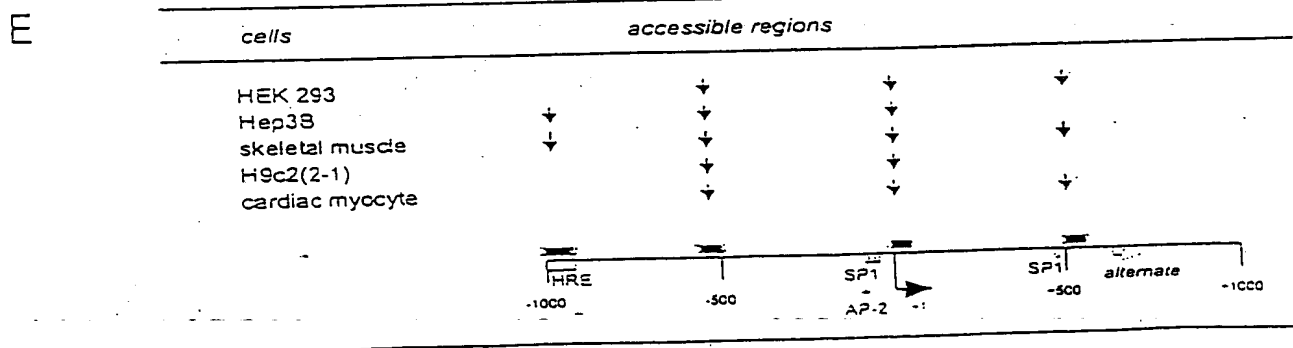 E
cells accessible regions
HEK 293
Hep3B
skeletal muscle
H9c2(2-1)
cardiac myocyte
HRE SP1 SP1 alternate
-1000 -500 AP-2 -500 -1000